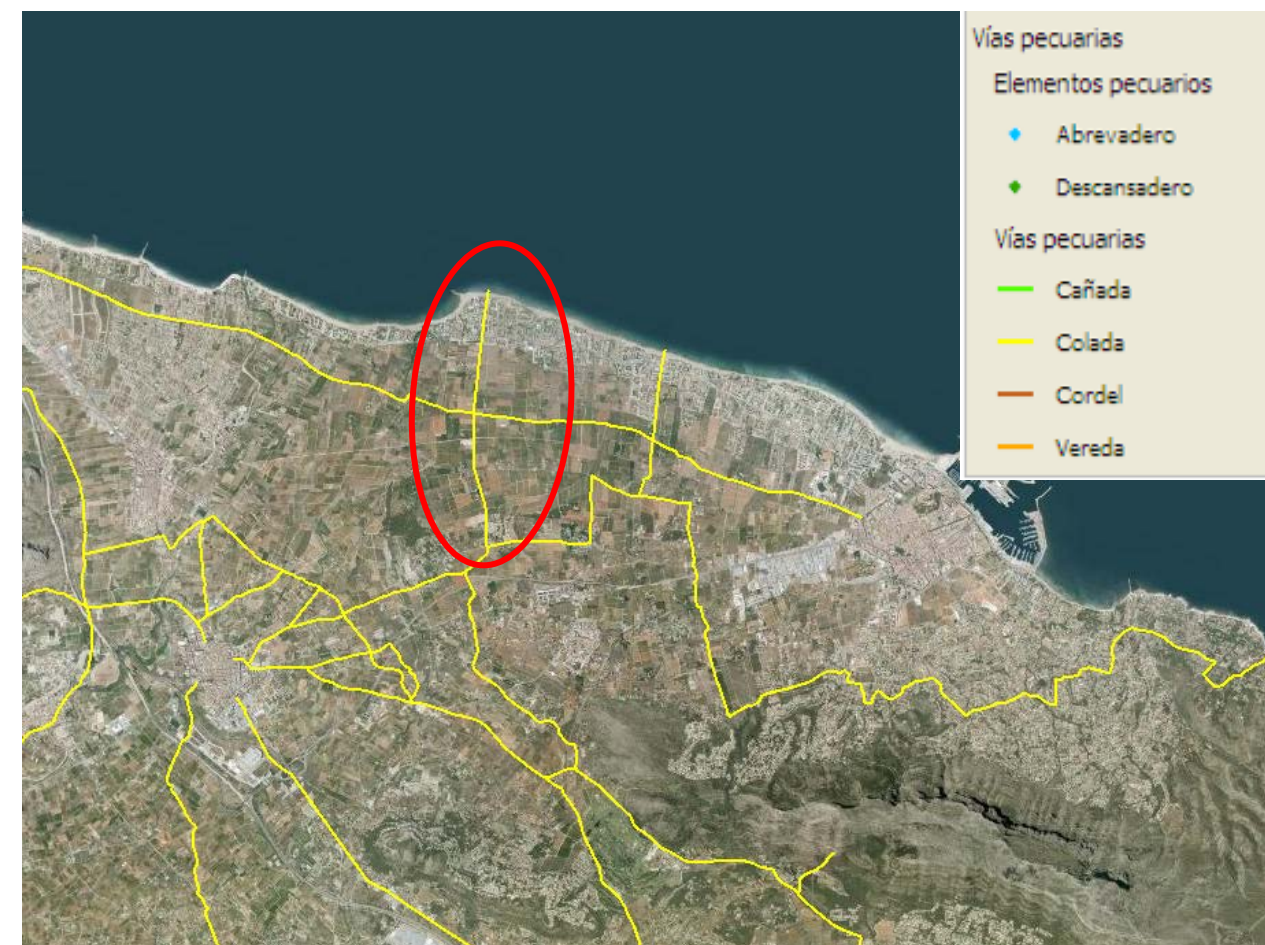 Vías pecuarias
Elementos pecuarios
Abrevadero
Descansadero
Vías pecuarias
Cañada
Colada
Cordel
Vereda